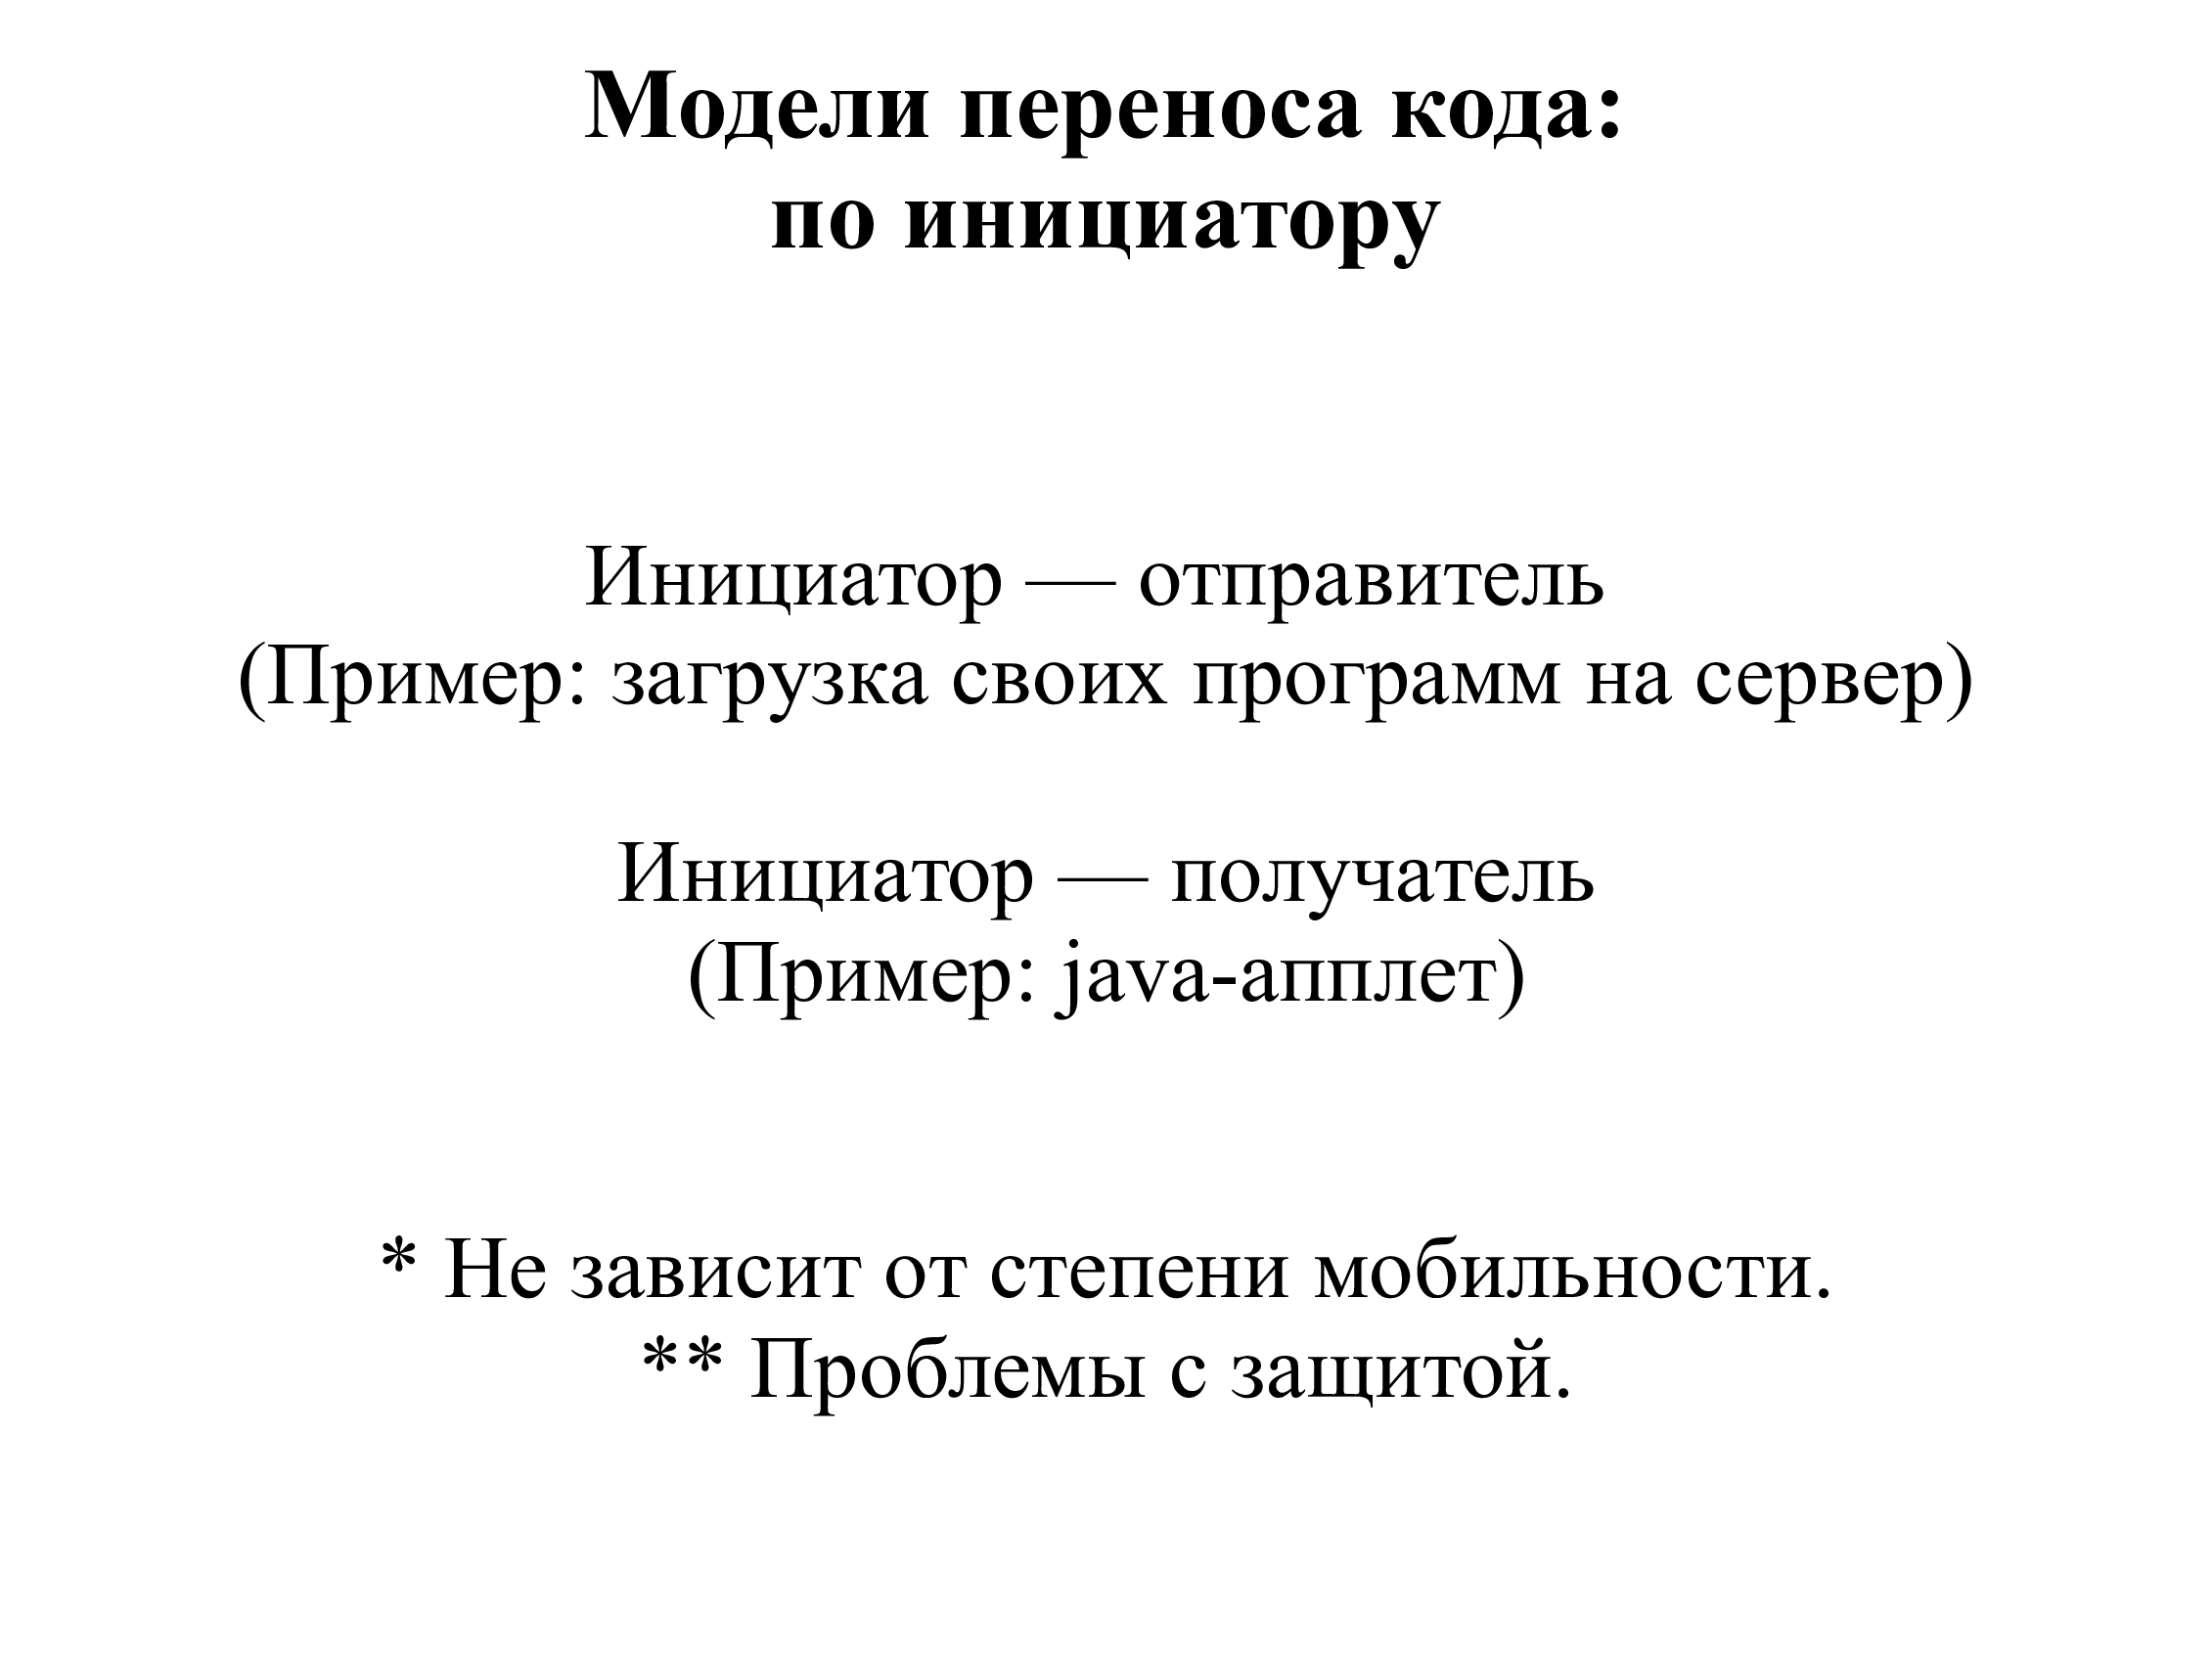 Модели переноса кода:
по инициатору
Инициатор — отправитель
(Пример: загрузка своих программ на сервер)
Инициатор — получатель
(Пример: java-апплет)
* Не зависит от степени мобильности.
** Проблемы с защитой.